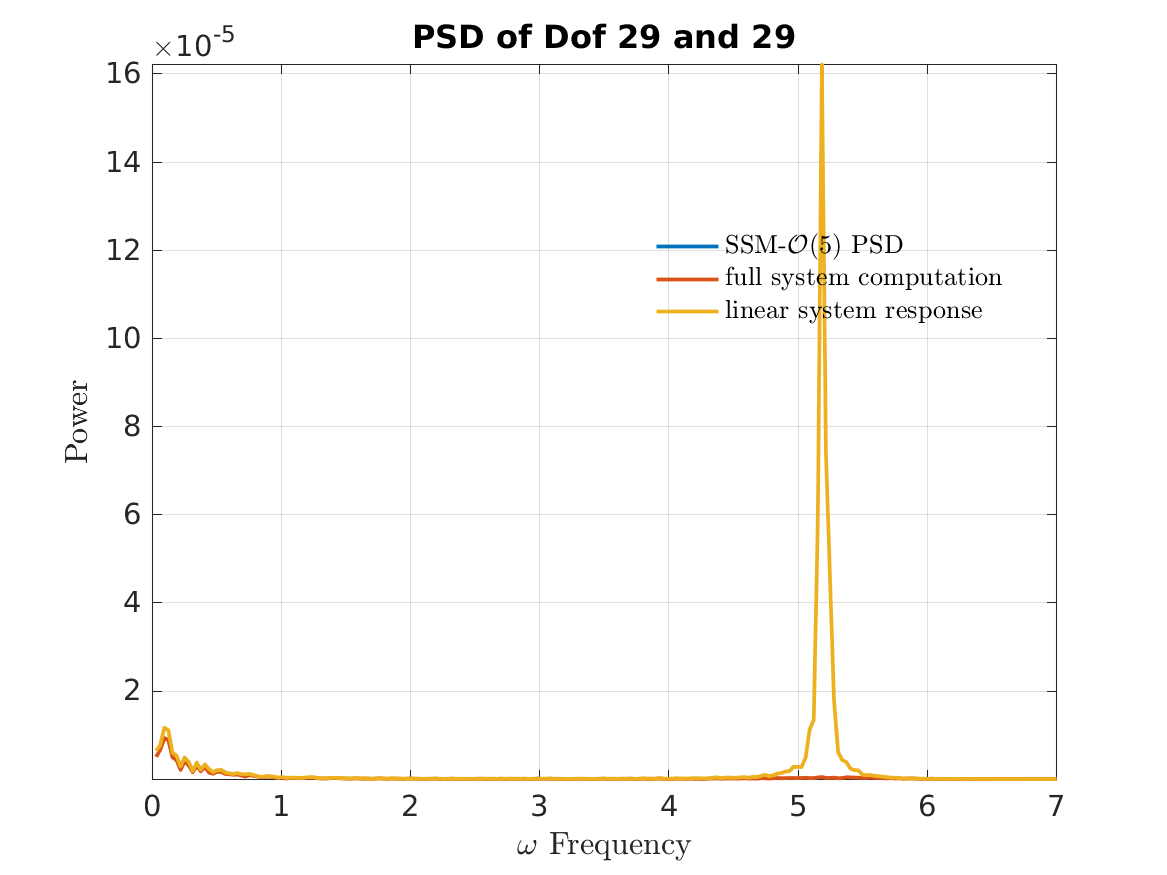 PSD of Dof 29 and 29
×10^-5
16
14
12
10
8
6
4
2
Power
SSM-𝒪(5) PSD
full system computation
linear system response
0 1 2 3 4 5 6 7
ω Frequency